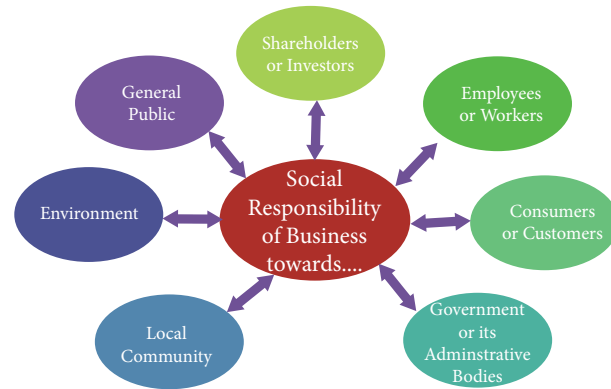 Shareholders
or Investors
General
Public
Employees
or Workers
Social
Responsibility
of Business
towards....
Environment
Consumers
or Customers
Local
Community
Government
or its
Adminstrative
Bodies